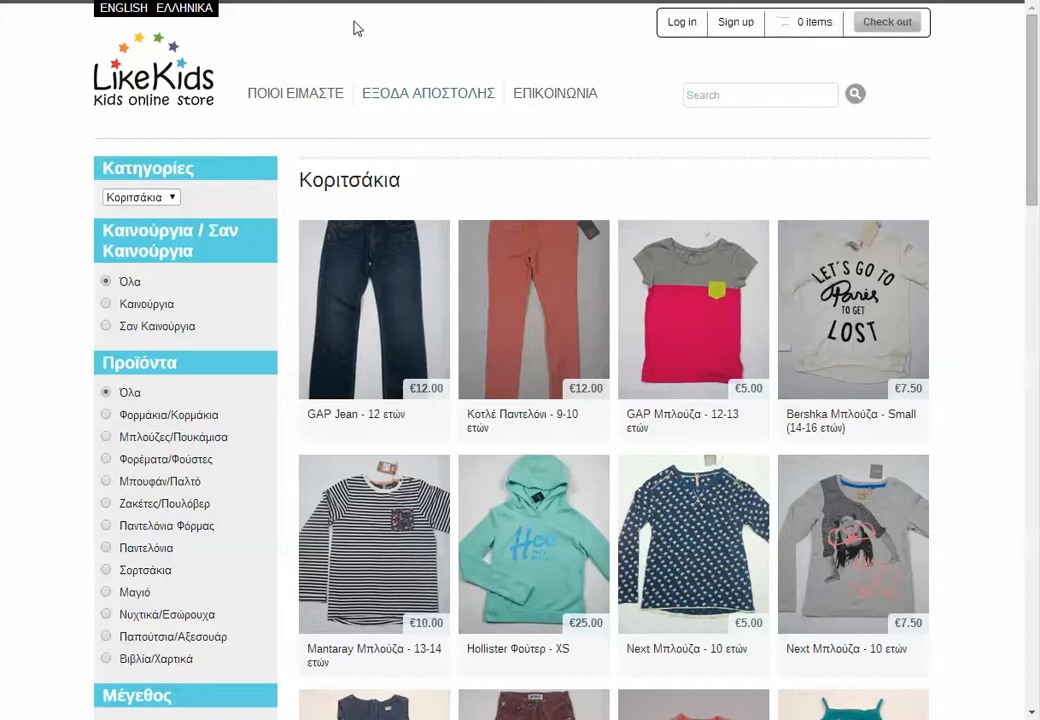 ENGLISH ΕΛΛΗΝΙΚΑ
Log in
Sign up
0 items
Check out
LikeKids
Kids online store
ΠΟΙΟΙ ΕΙΜΑΣΤΕ
ΕΞΟΔΑ ΑΠΟΣΤΟΛΗΣ
ΕΠΙΚΟΙΝΩΝΙΑ
Search
Κατηγορίες
Κοριτσάκια
Καινούργια / Σαν
Καινούργια
Όλα
Καινούργια
Σαν Καινούργια
Προϊόντα
Όλα
Φορμάκια/Κορμάκια
Μπλούζες/Πουκάμισα
Φορέματα/Φούστες
Μπουφάν/Παλτό
Ζακέτες/Πουλόβερ
Παντελόνια Φόρμας
Παντελόνια
Σορτσάκια
Μαγιό
Νυχτικά/Εσώρουχα
Παπούτσια/Αξεσουάρ
Βιβλία/Χαρτικά
Μέγεθος
Κοριτσάκια
€12.00
GAP Jean - 12 ετών
€12.00
Κοτλέ Παντελόνι - 9-10
ετών
€5.00
GAP Μπλούζα - 12-13
ετών
LET'S GO TO
Paris
TO GET
LOST
€7.50
Bershka Μπλούζα - Small
(14-16 ετών)
€10.00
Mantaray Μπλούζα - 13-14
ετών
Hco
€25.00
Hollister Φούτερ - XS
€5.00
Next Μπλούζα - 10 ετών
€7.50
Next Μπλούζα - 10 ετών